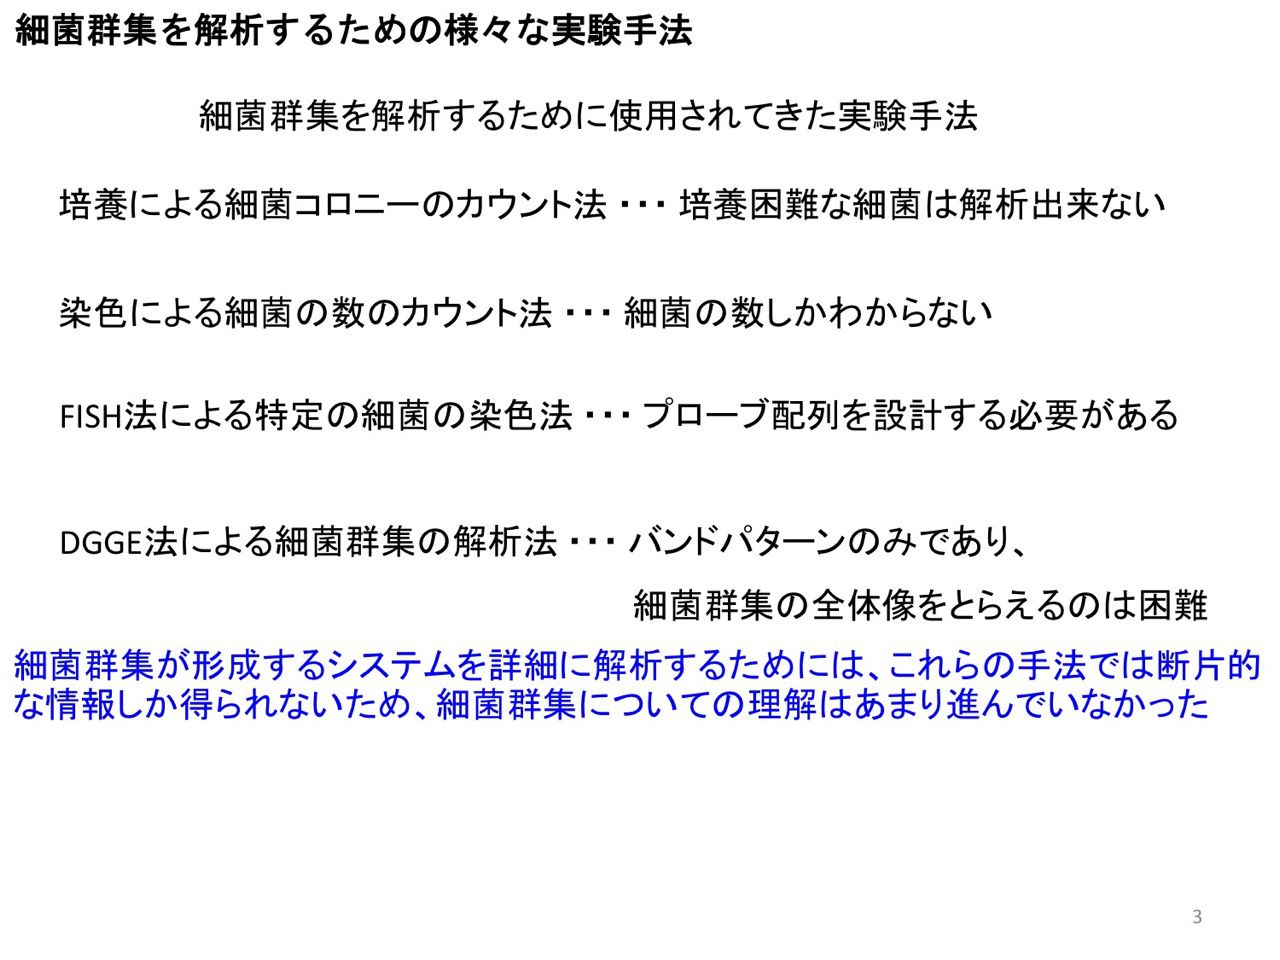 細菌群集を解析するための様々な実験手法
細菌群集を解析するために使用されてきた実験手法
培養による細菌コロニーのカウント法 ・・・ 培養困難な細菌は解析出来ない
染色による細菌の数のカウント法 ・・・ 細菌の数しかわからない
FISH法による特定の細菌の染色法 ・・・ プローブ配列を設計する必要がある
DGGE法による細菌群集の解析法 ・・・ バンドパターンのみであり、
細菌群集の全体像をとらえるのは困難
細菌群集が形成するシステムを詳細に解析するためには、これらの手法では断片的
な情報しか得られないため、細菌群集についての理解はあまり進んでいなかった
3